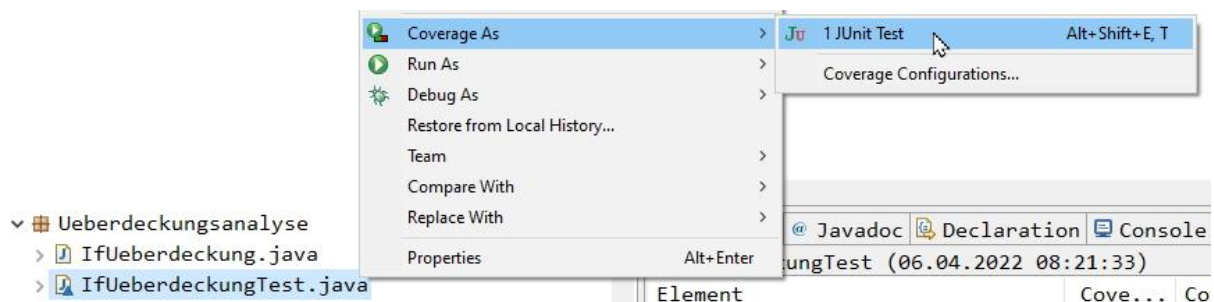 Coverage As > Ju 1 JUnit Test Alt+Shift+E, T
Run As >
Coverage Configurations...
Debug As >
Restore from Local History...
Team >
Compare With >
Replace With >
Properties Alt+Enter
Ueberdeckungsanalyse
IfUeberdeckung.java
IfUeberdeckungTest.java
@ Javadoc Declaration Console
ungTest (06.04.2022 08:21:33)
Element Cove... Co